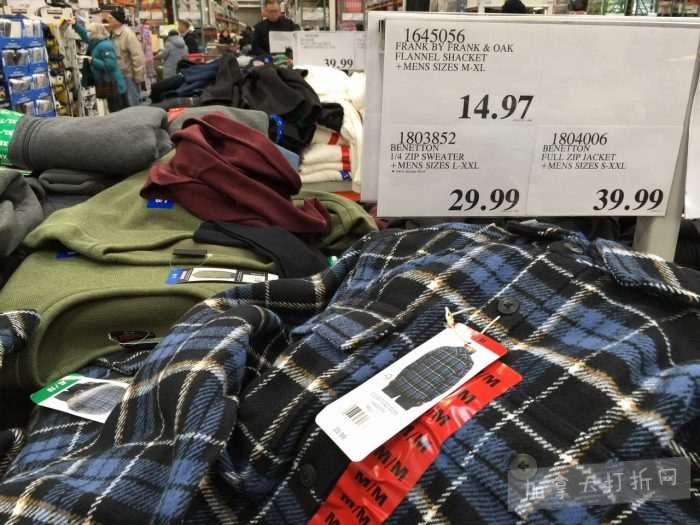 39.99
1645056
FRANK BY FRANK & OAK
FLANNEL SHACKET
+MENS SIZES M-XL
14.97
1803852
BENETTON
1/4 ZIP SWEATER
+MENS SIZES L-XXL
29.99
1804006
BENETTON
FULL ZIP JACKET
+MENS SIZES S-XXL
39.99
29.99
M/M M/M M/M M/M
加拿大打折网